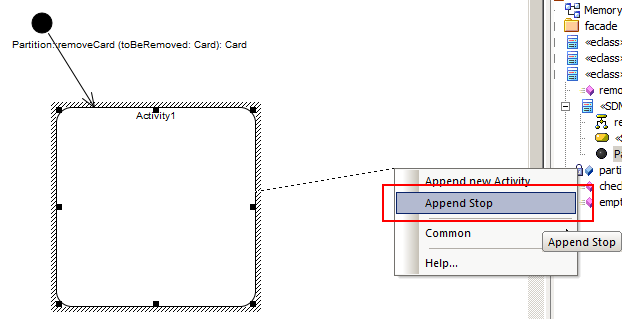 Partition::removeCard (toBeRemoved: Card): Card
Activity1
Append new Activity
Append Stop
Common
Help...
Append Stop
Memory
facade
«eclass»
«eclass»
«eclass»
remo
«SDM
re
«S
Pa
parti
check
empt